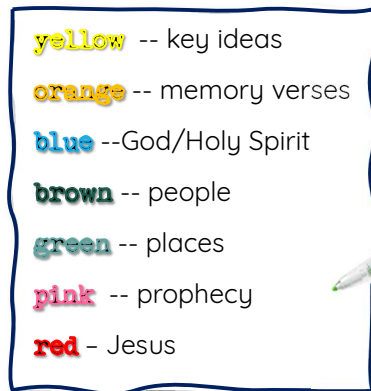 yellow -- key ideas
orange -- memory verses
blue --God/Holy Spirit
brown -- people
green -- places
pink -- prophecy
red – Jesus